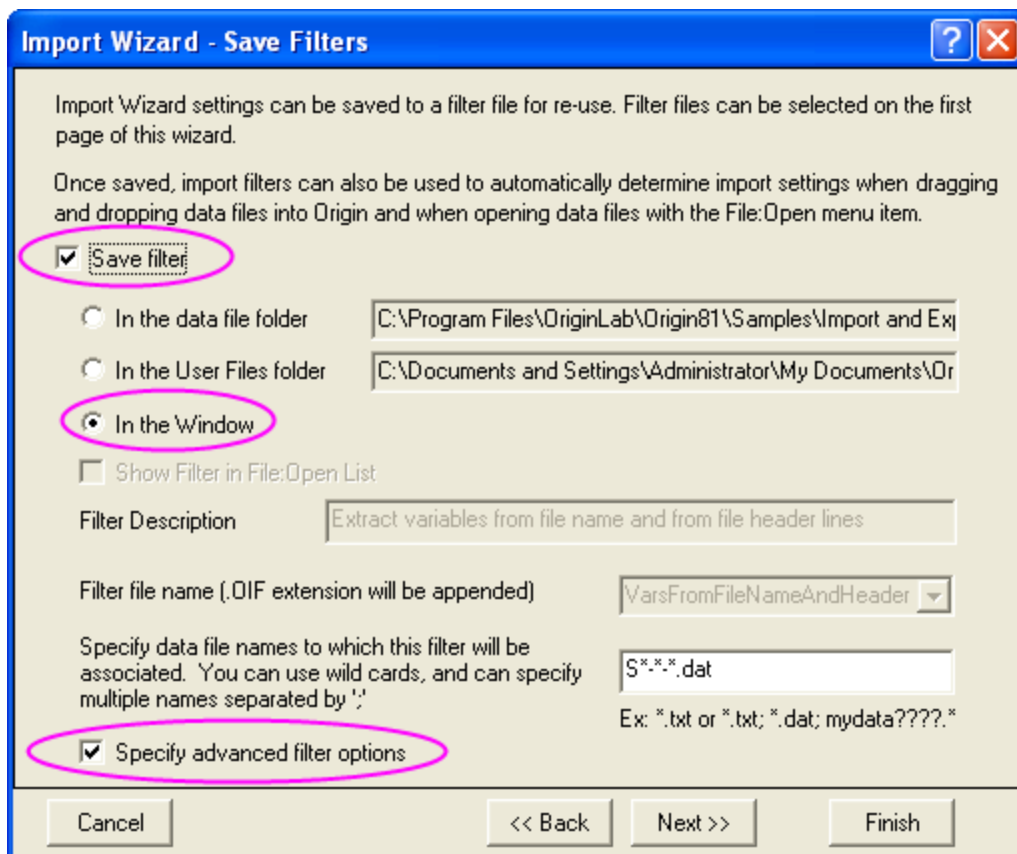 Import Wizard - Save Filters
Import Wizard settings can be saved to a filter file for re-use. Filter files can be selected on the first
page of this wizard.
Once saved, import filters can also be used to automatically determine import settings when dragging
and dropping data files into Origin and when opening data files with the File:Open menu item.
Save filter
In the data file folder C:\Program Files\OriginLab\Origin81\Samples\Import and Exp
In the User Files folder C:\Documents and Settings\Administrator\My Documents\Or
In the Window
Show Filter in File:Open List
Filter Description Extract variables from file name and from file header lines
Filter file name (.OIF extension will be appended) VarsFromFileNameAndHeader
Specify data file names to which this filter will be
associated. You can use wild cards, and can specify
multiple names separated by ';'
S*-*-*.dat
Ex: *.txt or *.txt; *.dat; mydata????.*
Specify advanced filter options
Cancel << Back Next >> Finish